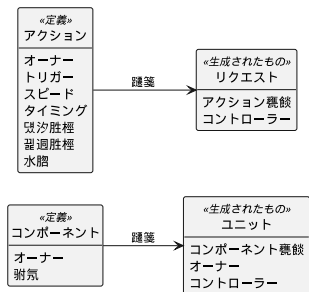 «定義»
アクション
オーナー
トリガー
スピード
タイミング
«生成されたもの»
リクエスト
アクション甕餤
コントローラー
«定義»
コンポーネント
オーナー
«生成されたもの»
ユニット
コンポーネント甕餤
オーナー
コントローラー